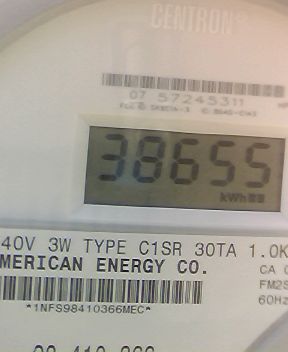 CENTRON®
07 57245311
38655
kWh
40V 3W TYPE C1SR 30TA 1.0K
MERICAN ENERGY CO.
CA 0
FM2S
60Hz
*1NFS98410366MEC*